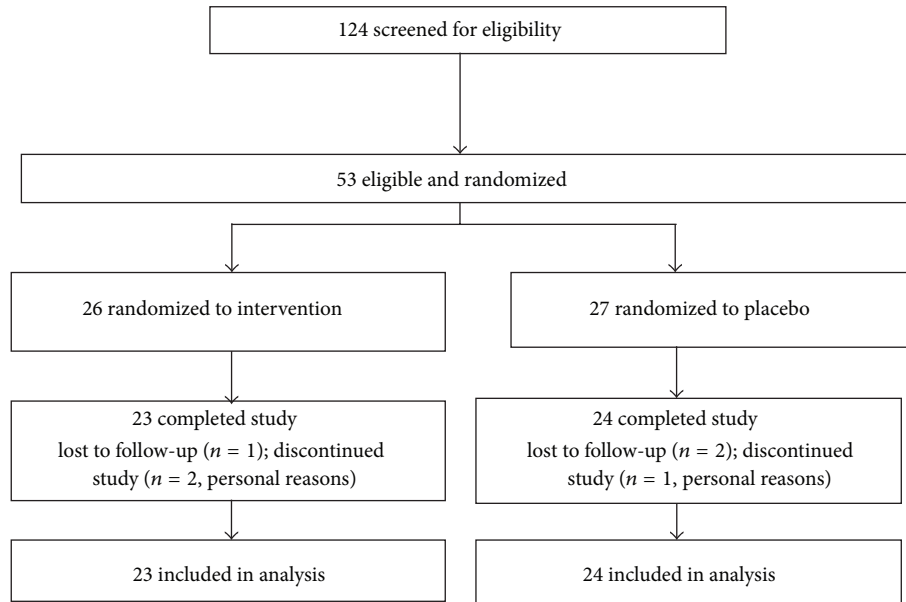 124 screened for eligibility
53 eligible and randomized
26 randomized to intervention
27 randomized to placebo
23 completed study
lost to follow-up (n = 1); discontinued
study (n = 2, personal reasons)
24 completed study
lost to follow-up (n = 2); discontinued
study (n = 1, personal reasons)
23 included in analysis
24 included in analysis